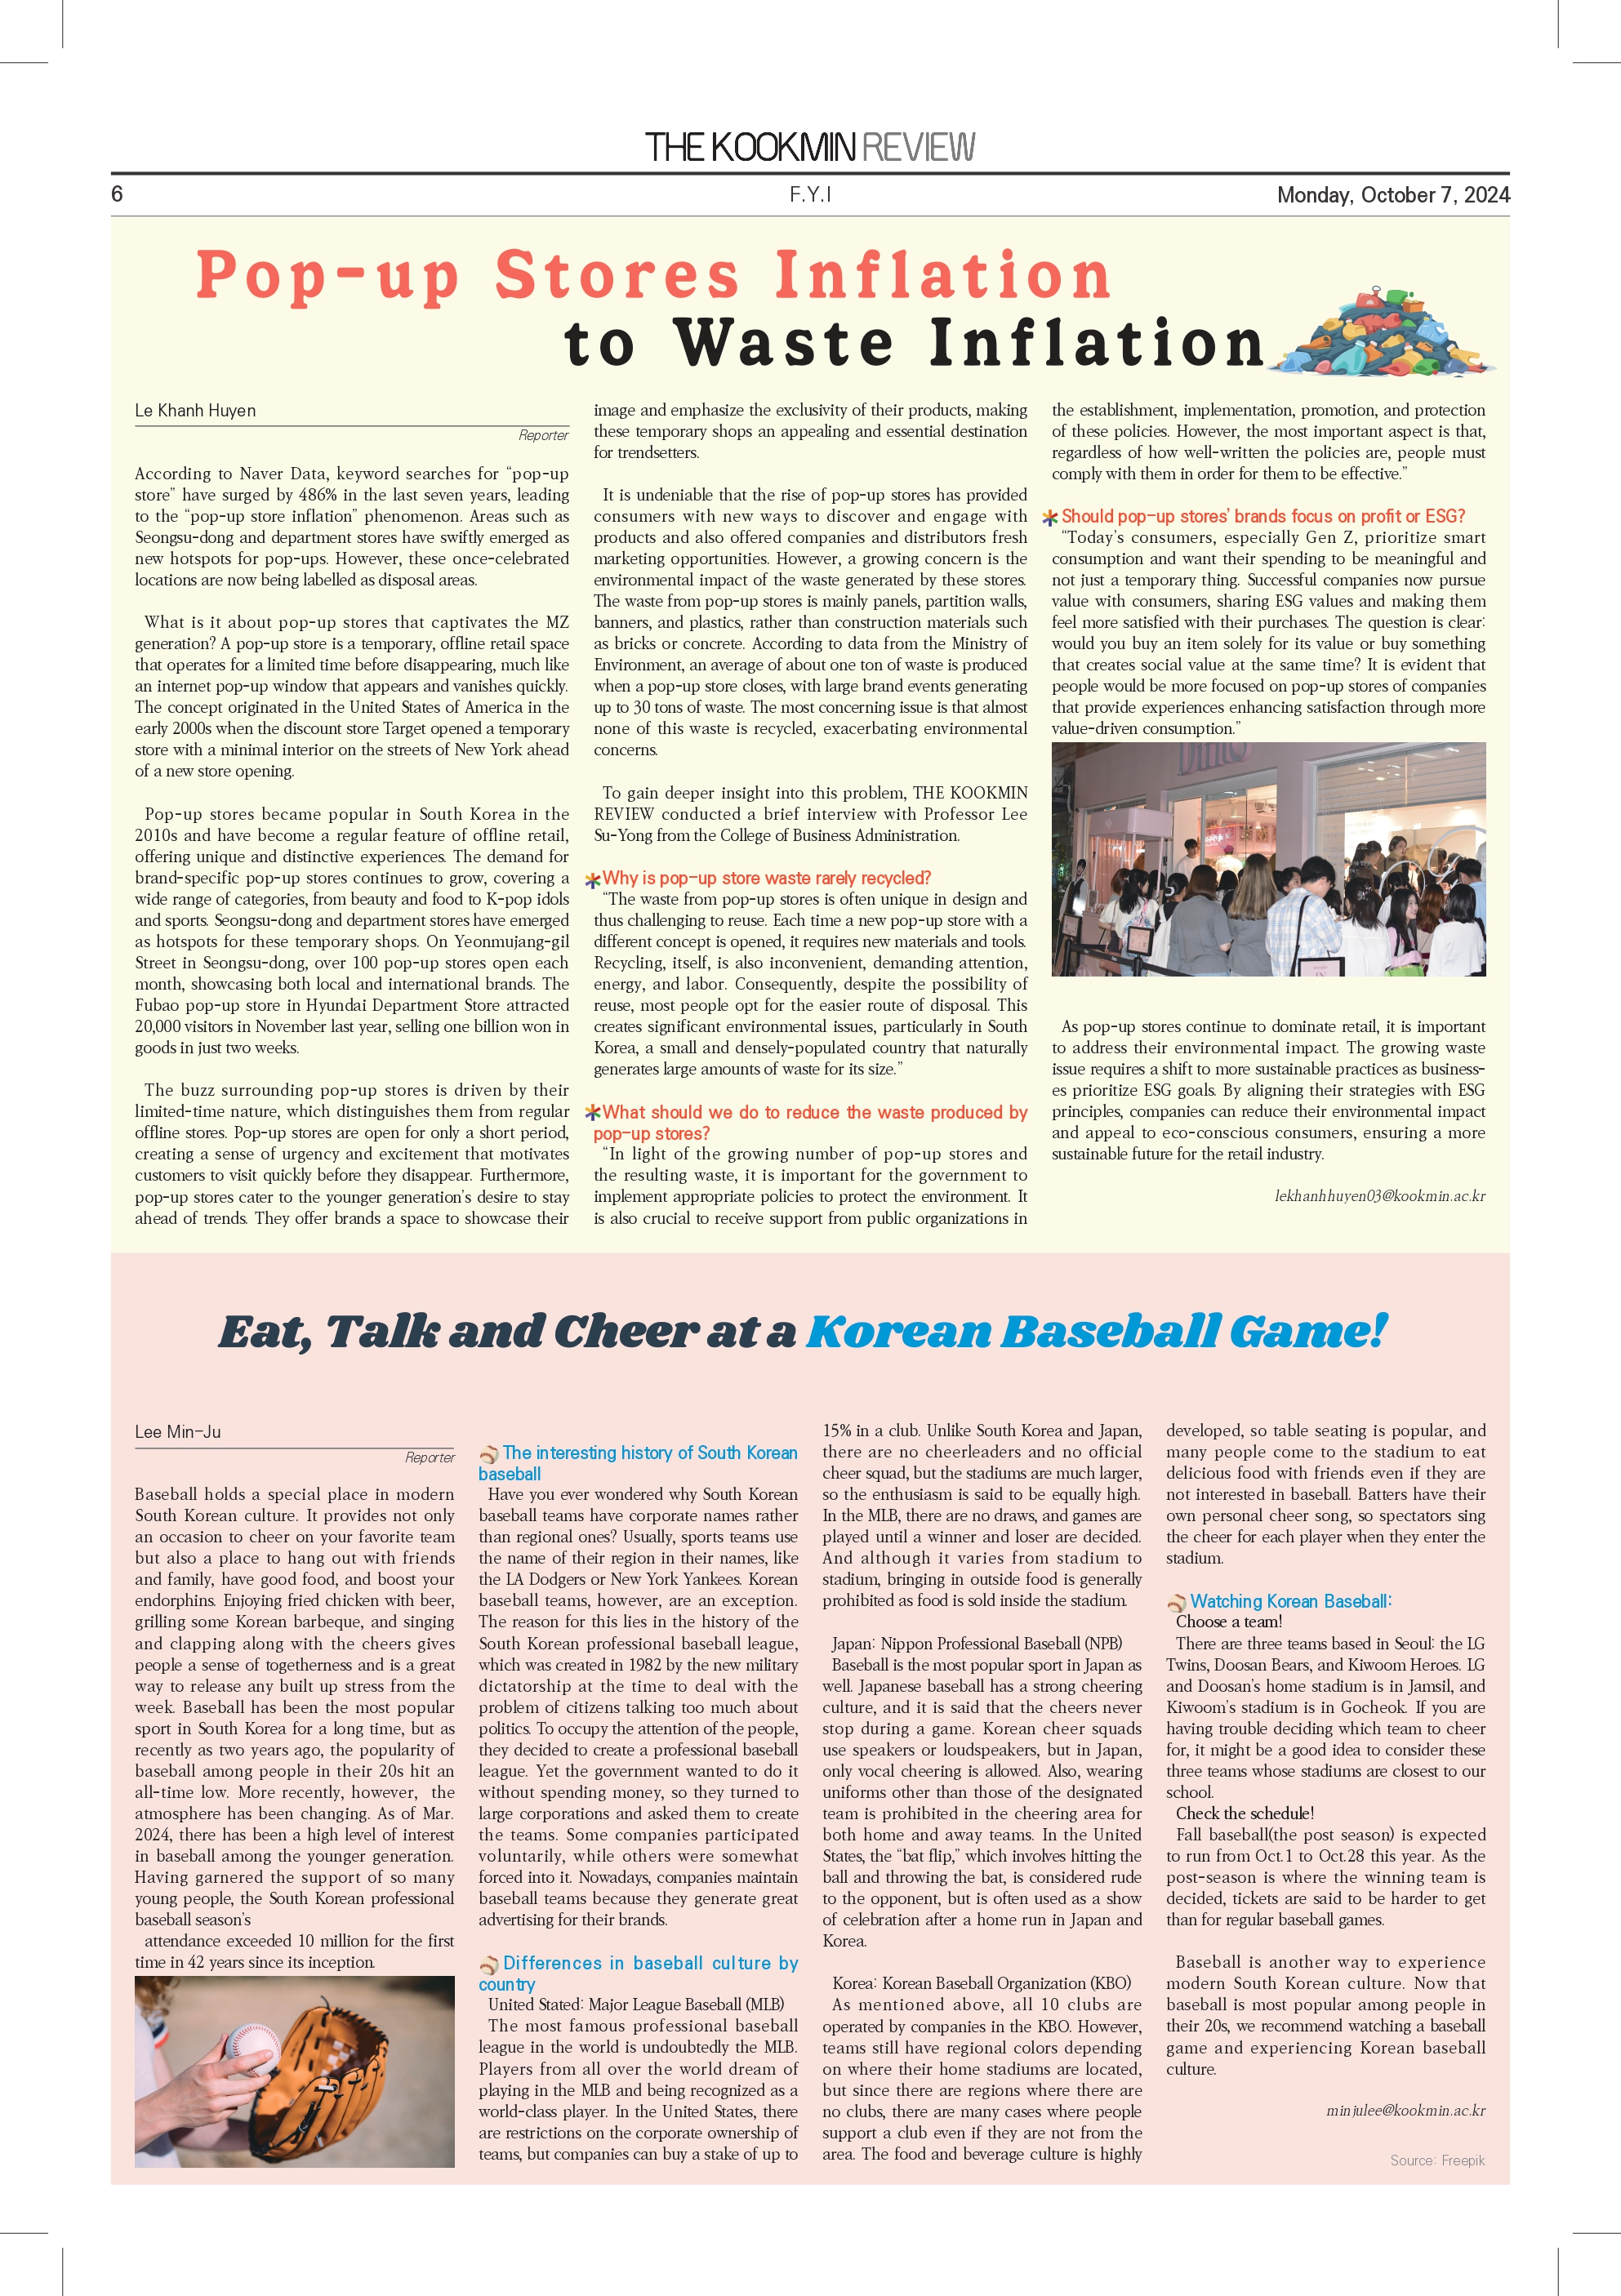 THE KOOKMIN REVIEW
6
F.Y.I
Monday, October 7, 2024
Pop-up Stores Inflation
to Waste Inflation
Le Khanh Huyen
Reporter
According to Naver Data, keyword searches for “pop-up
store” have surged by 486% in the last seven years, leading
to the “pop-up store inflation” phenomenon. Areas such as
Seongsu-dong and department stores have swiftly emerged as
new hotspots for pop-ups. However, these once-celebrated
locations are now being labelled as disposal areas.
What is it about pop-up stores that captivates the MZ
generation? A pop-up store is a temporary, offline retail space
that operates for a limited time before disappearing, much like
an internet pop-up window that appears and vanishes quickly.
The concept originated in the United States of America in the
early 2000s when the discount store Target opened a temporary
store with a minimal interior on the streets of New York ahead
of a new store opening.
Pop-up stores became popular in South Korea in the
2010s and have become a regular feature of offline retail,
offering unique and distinctive experiences. The demand for
brand-specific pop-up stores continues to grow, covering a
wide range of categories, from beauty and food to K-pop idols
and sports. Seongsu-dong and department stores have emerged
as hotspots for these temporary shops. On Yeonmujang-gil
Street in Seongsu-dong, over 100 pop-up stores open each
month, showcasing both local and international brands. The
Fubao pop-up store in Hyundai Department Store attracted
20,000 visitors in November last year, selling one billion won in
goods in just two weeks.
The buzz surrounding pop-up stores is driven by their
limited-time nature, which distinguishes them from regular
offline stores. Pop-up stores are open for only a short period,
creating a sense of urgency and excitement that motivates
customers to visit quickly before they disappear. Furthermore,
pop-up stores cater to the younger generation’s desire to stay
ahead of trends. They offer brands a space to showcase their
image and emphasize the exclusivity of their products, making
these temporary shops an appealing and essential destination
for trendsetters.
It is undeniable that the rise of pop-up stores has provided
consumers with new ways to discover and engage with
products and also offered companies and distributors fresh
marketing opportunities. However, a growing concern is the
environmental impact of the waste generated by these stores.
The waste from pop-up stores is mainly panels, partition walls,
banners, and plastics, rather than construction materials such
as bricks or concrete. According to data from the Ministry of
Environment, an average of about one ton of waste is produced
when a pop-up store closes, with large brand events generating
up to 30 tons of waste. The most concerning issue is that almost
none of this waste is recycled, exacerbating environmental
concerns.
To gain deeper insight into this problem, THE KOOKMIN
REVIEW conducted a brief interview with Professor Lee
Su-Yong from the College of Business Administration.
Why is pop-up store waste rarely recycled?
“The waste from pop-up stores is often unique in design and
thus challenging to reuse. Each time a new pop-up store with a
different concept is opened, it requires new materials and tools.
Recycling, itself, is also inconvenient, demanding attention,
energy, and labor. Consequently, despite the possibility of
reuse, most people opt for the easier route of disposal. This
creates significant environmental issues, particularly in South
Korea, a small and densely-populated country that naturally
generates large amounts of waste for its size.”
What should we do to reduce the waste produced by
pop-up stores?
“In light of the growing number of pop-up stores and
the resulting waste, it is important for the government to
implement appropriate policies to protect the environment. It
is also crucial to receive support from public organizations in
the establishment, implementation, promotion, and protection
of these policies. However, the most important aspect is that,
regardless of how well-written the policies are, people must
comply with them in order for them to be effective.”
Should pop-up stores’ brands focus on profit or ESG?
“Today’s consumers, especially Gen Z, prioritize smart
consumption and want their spending to be meaningful and
not just a temporary thing. Successful companies now pursue
value with consumers, sharing ESG values and making them
feel more satisfied with their purchases. The question is clear:
would you buy an item solely for its value or buy something
that creates social value at the same time? It is evident that
people would be more focused on pop-up stores of companies
that provide experiences enhancing satisfaction through more
value-driven consumption.”
As pop-up stores continue to dominate retail, it is important
to address their environmental impact. The growing waste
issue requires a shift to more sustainable practices as business-
es prioritize ESG goals. By aligning their strategies with ESG
principles, companies can reduce their environmental impact
and appeal to eco-conscious consumers, ensuring a more
sustainable future for the retail industry.
lekhanhhuyen03@kookmin.ac.kr
Eat, Talk and Cheer at a Korean Baseball Game!
Lee Min-Ju
Reporter
Baseball holds a special place in modern
South Korean culture. It provides not only
an occasion to cheer on your favorite team
but also a place to hang out with friends
and family, have good food, and boost your
endorphins. Enjoying fried chicken with beer,
grilling some Korean barbeque, and singing
and clapping along with the cheers gives
people a sense of togetherness and is a great
way to release any built up stress from the
week. Baseball has been the most popular
sport in South Korea for a long time, but as
recently as two years ago, the popularity of
baseball among people in their 20s hit an
all-time low. More recently, however, the
atmosphere has been changing. As of Mar.
2024, there has been a high level of interest
in baseball among the younger generation.
Having garnered the support of so many
young people, the South Korean professional
baseball season’s
attendance exceeded 10 million for the first
time in 42 years since its inception.
The interesting history of South Korean
baseball
Have you ever wondered why South Korean
baseball teams have corporate names rather
than regional ones? Usually, sports teams use
the name of their region in their names, like
the LA Dodgers or New York Yankees. Korean
baseball teams, however, are an exception.
The reason for this lies in the history of the
South Korean professional baseball league,
which was created in 1982 by the new military
dictatorship at the time to deal with the
problem of citizens talking too much about
politics. To occupy the attention of the people,
they decided to create a professional baseball
league. Yet the government wanted to do it
without spending money, so they turned to
large corporations and asked them to create
the teams. Some companies participated
voluntarily, while others were somewhat
forced into it. Nowadays, companies maintain
baseball teams because they generate great
advertising for their brands.
Differences in baseball culture by
country
United Stated: Major League Baseball (MLB)
The most famous professional baseball
league in the world is undoubtedly the MLB.
Players from all over the world dream of
playing in the MLB and being recognized as a
world-class player. In the United States, there
are restrictions on the corporate ownership of
teams, but companies can buy a stake of up to
15% in a club. Unlike South Korea and Japan,
there are no cheerleaders and no official
cheer squad, but the stadiums are much larger,
so the enthusiasm is said to be equally high.
In the MLB, there are no draws, and games are
played until a winner and loser are decided.
And although it varies from stadium to
stadium, bringing in outside food is generally
prohibited as food is sold inside the stadium.
Japan: Nippon Professional Baseball (NPB)
Baseball is the most popular sport in Japan as
well. Japanese baseball has a strong cheering
culture, and it is said that the cheers never
stop during a game. Korean cheer squads
use speakers or loudspeakers, but in Japan,
only vocal cheering is allowed. Also, wearing
uniforms other than those of the designated
team is prohibited in the cheering area for
both home and away teams. In the United
States, the “bat flip,” which involves hitting the
ball and throwing the bat, is considered rude
to the opponent, but is often used as a show
of celebration after a home run in Japan and
Korea.
Korea: Korean Baseball Organization (KBO)
As mentioned above, all 10 clubs are
operated by companies in the KBO. However,
teams still have regional colors depending
on where their home stadiums are located,
but since there are regions where there are
no clubs, there are many cases where people
support a club even if they are not from the
area. The food and beverage culture is highly
developed, so table seating is popular, and
many people come to the stadium to eat
delicious food with friends even if they are
not interested in baseball. Batters have their
own personal cheer song, so spectators sing
the cheer for each player when they enter the
stadium.
Watching Korean Baseball:
Choose a team!
There are three teams based in Seoul: the LG
Twins, Doosan Bears, and Kiwoom Heroes. LG
and Doosan’s home stadium is in Jamsil, and
Kiwoom’s stadium is in Gocheok. If you are
having trouble deciding which team to cheer
for, it might be a good idea to consider these
three teams whose stadiums are closest to our
school.
Check the schedule!
Fall baseball(the post season) is expected
to run from Oct.1 to Oct.28 this year. As the
post-season is where the winning team is
decided, tickets are said to be harder to get
than for regular baseball games.
Baseball is another way to experience
modern South Korean culture. Now that
baseball is most popular among people in
their 20s, we recommend watching a baseball
game and experiencing Korean baseball
culture.
minjulee@kookmin.ac.kr
Source: Freepik